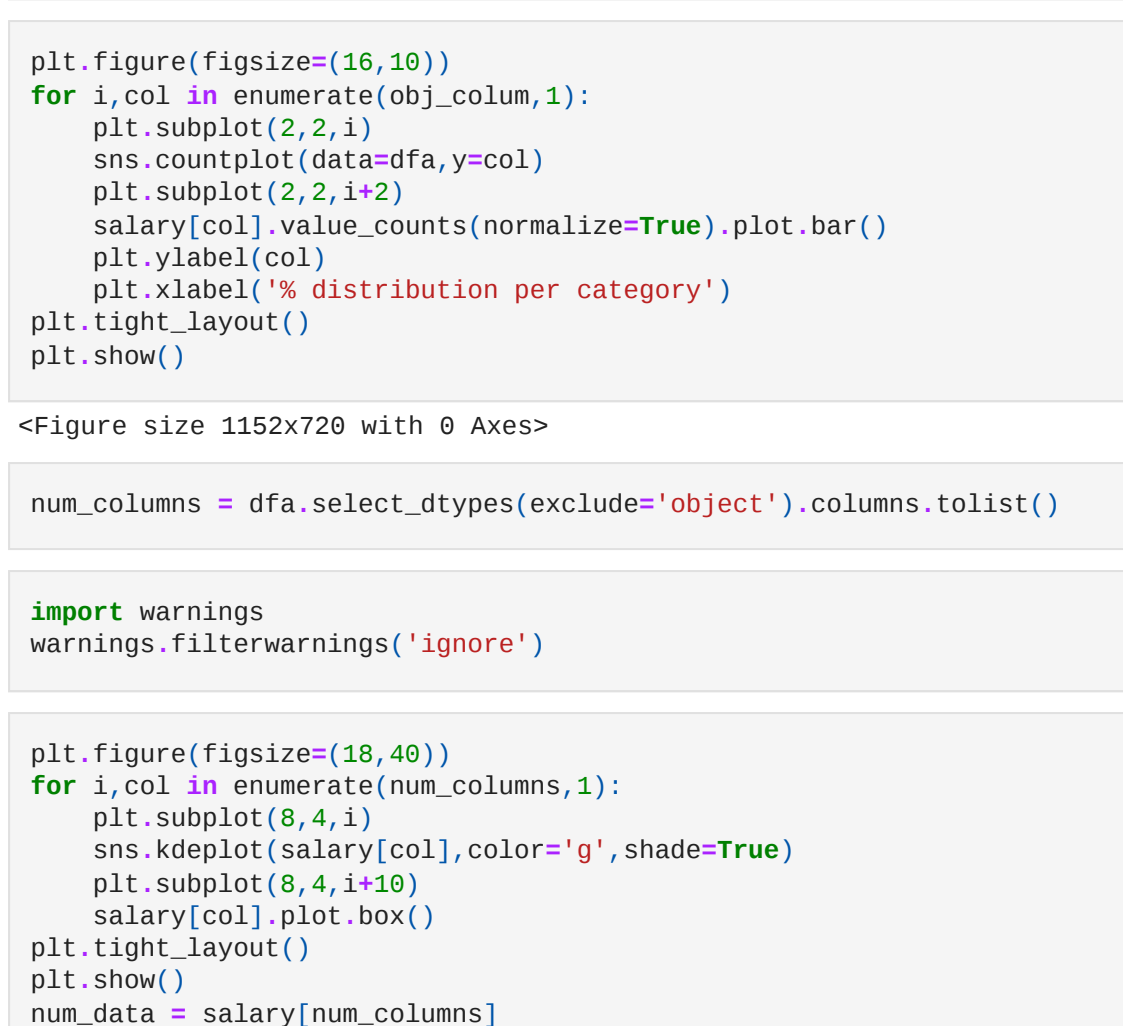 plt.figure(figsize=(16,10))
for i,col in enumerate(obj_colum,1):
    plt.subplot(2,2,i)
    sns.countplot(data=dfa,y=col)
    plt.subplot(2,2,i+2)
    salary[col].value_counts(normalize=True).plot.bar()
    plt.ylabel(col)
    plt.xlabel('% distribution per category')
plt.tight_layout()
plt.show()
<Figure size 1152x720 with 0 Axes>
num_columns = dfa.select_dtypes(exclude='object').columns.tolist()
import warnings
warnings.filterwarnings('ignore')
plt.figure(figsize=(18,40))
for i,col in enumerate(num_columns,1):
    plt.subplot(8,4,i)
    sns.kdeplot(salary[col],color='g',shade=True)
    plt.subplot(8,4,i+10)
    salary[col].plot.box()
plt.tight_layout()
plt.show()
num_data = salary[num_columns]